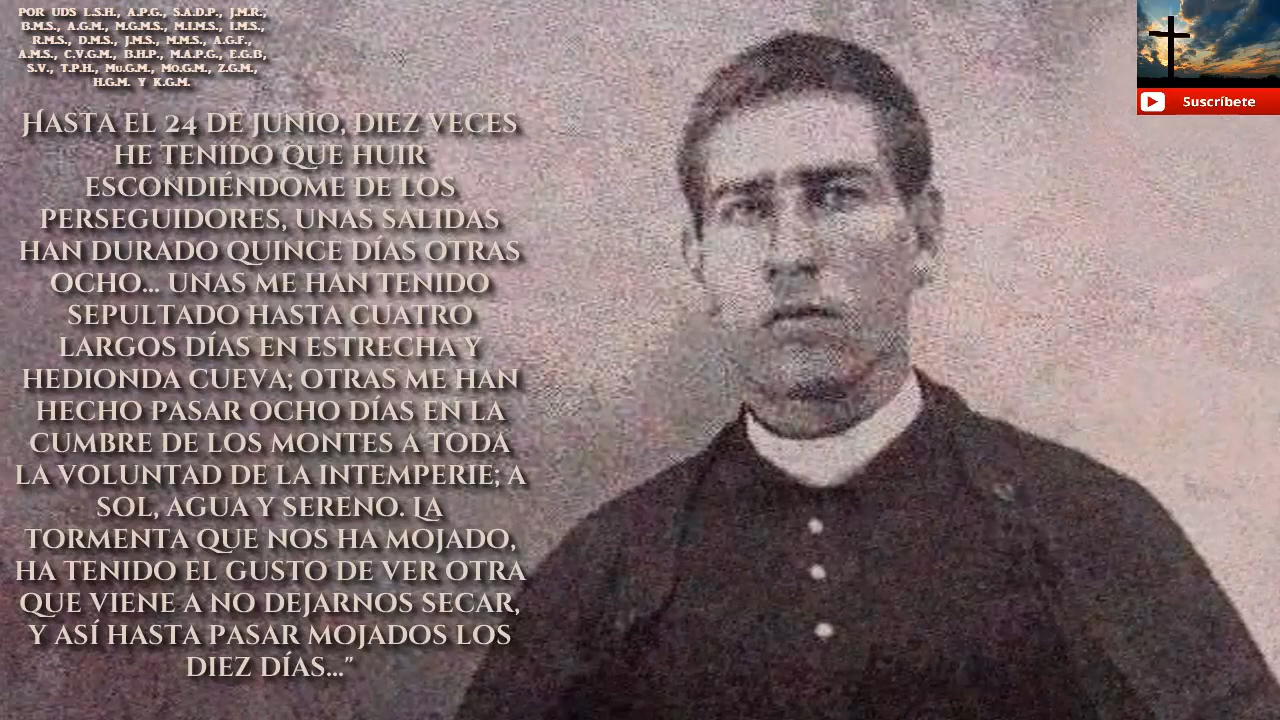 POR UDS L.S.H., A.P.G., S.A.D.P., J.M.R.,
B.M.S., A.G.M., M.G.M.S., M.I.M.S., I.M.S.,
R.M.S., D.M.S., J.M.S., M.M.S., A.G.F.,
A.M.S., C.V.G.M., B.H.P., M.A.P.G., E.G.B,
S.V., T.P.H., MU.G.M., MO.G.M., Z.G.M.,
H.G.M. Y K.G.M.
Suscríbete
HASTA EL 24 DE JUNIO, DIEZ VECES
HE TENIDO QUE HUIR
ESCONDIÉNDOME DE LOS
PERSEGUIDORES, UNAS SALIDAS
HAN DURADO QUINCE DÍAS OTRAS
OCHO... UNAS ME HAN TENIDO
SEPULTADO HASTA CUATRO
LARGOS DÍAS EN ESTRECHA Y
HEDIONDA CUEVA; OTRAS ME HAN
HECHO PASAR OCHO DÍAS EN LA
CUMBRE DE LOS MONTES A TODA
LA VOLUNTAD DE LA INTEMPERIE; A
SOL, AGUA Y SERENO. LA
TORMENTA QUE NOS HA MOJADO,
HA TENIDO EL GUSTO DE VER OTRA
QUE VIENE A NO DEJARNOS SECAR,
Y ASÍ HASTA PASAR MOJADOS LOS
DIEZ DÍAS..."